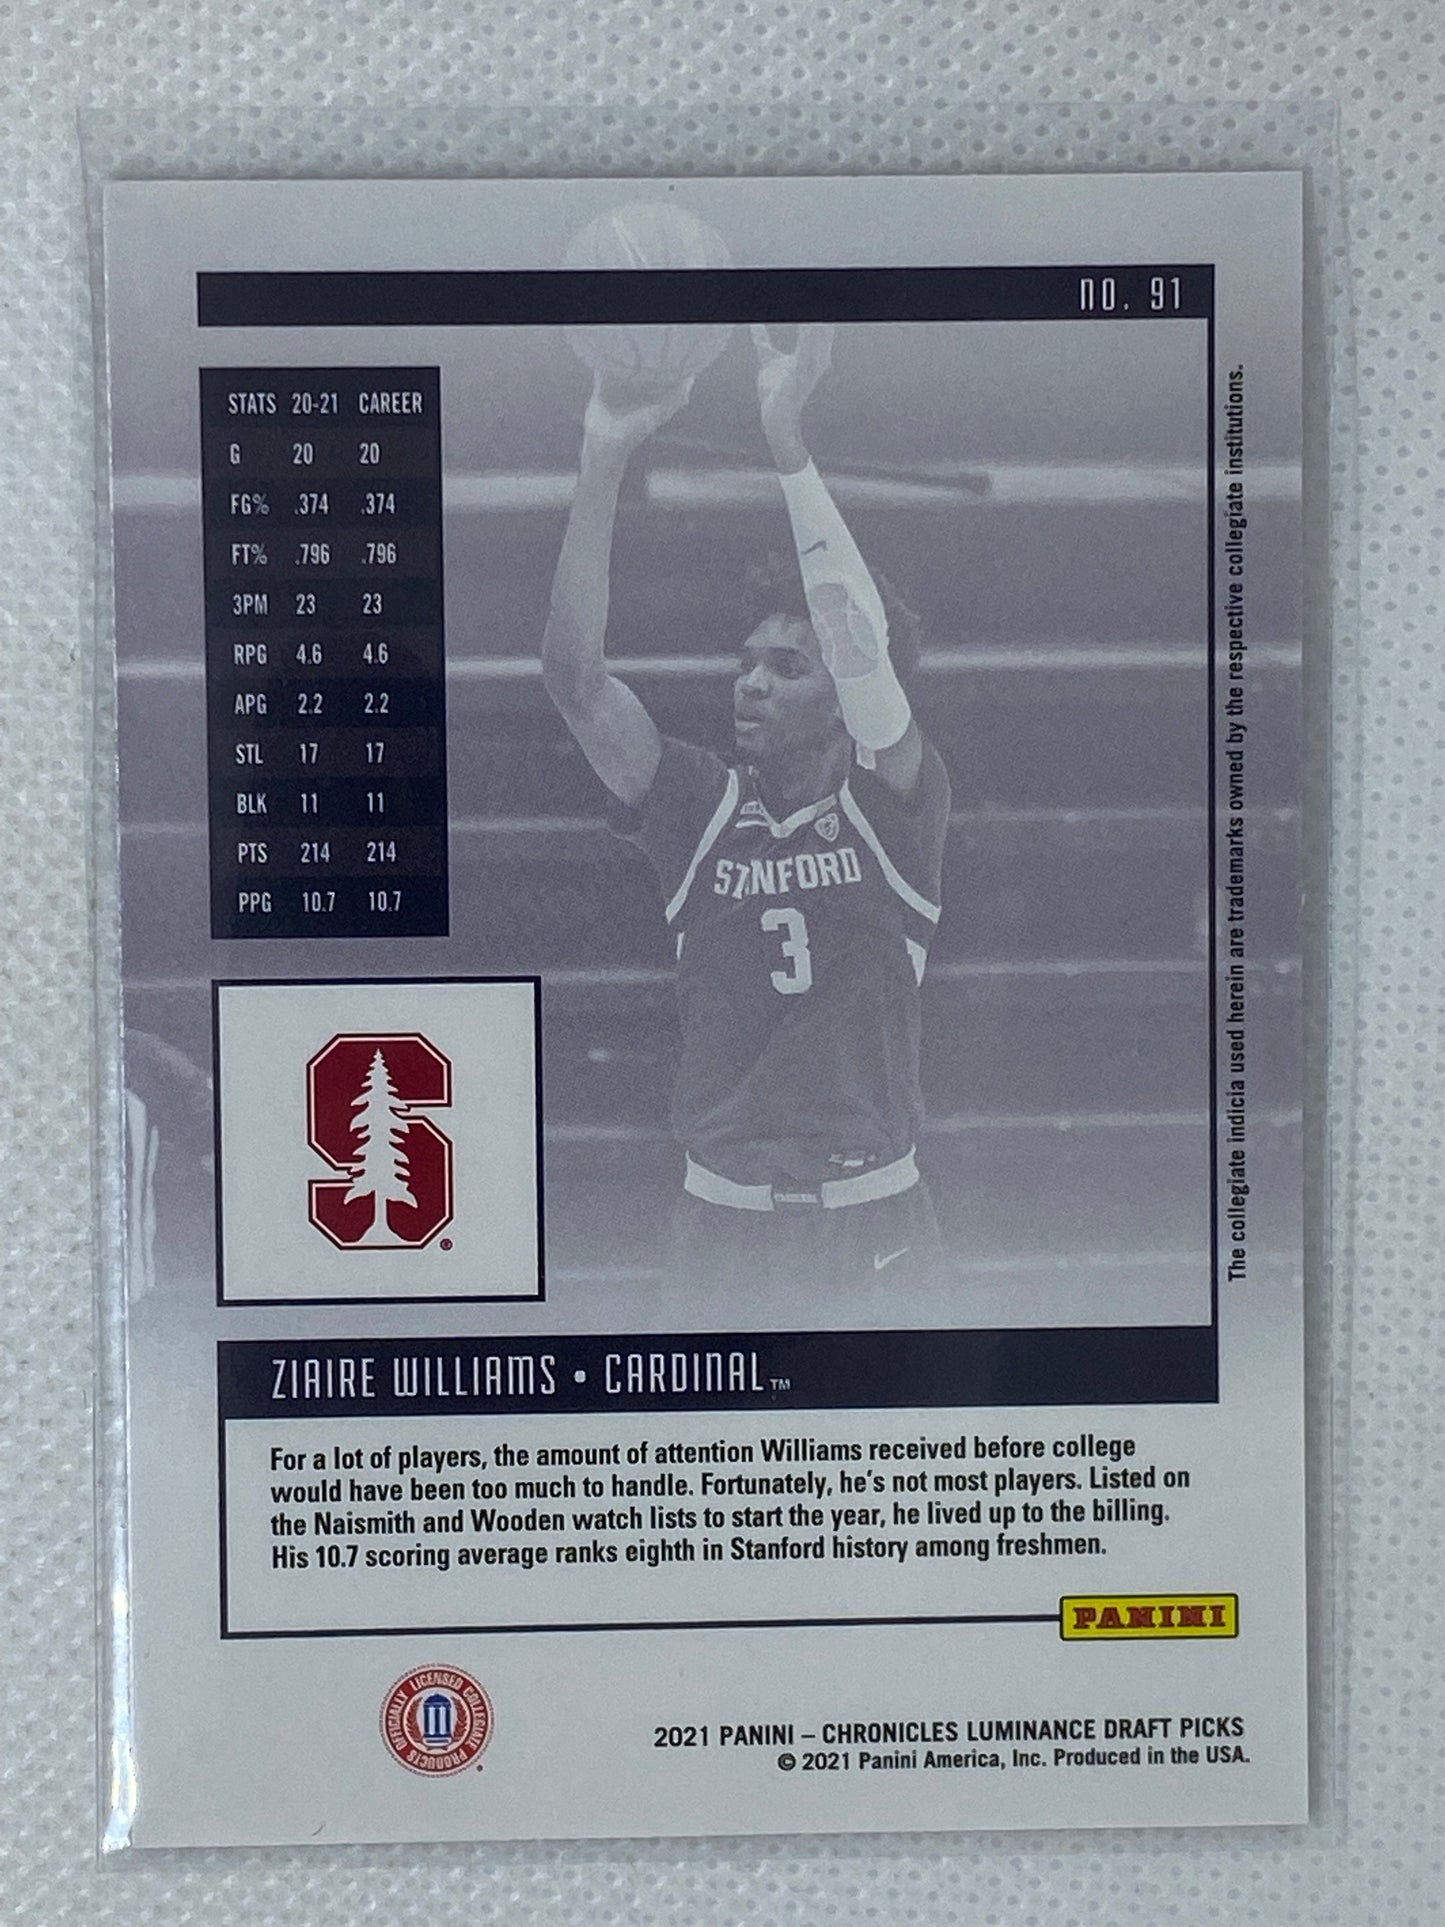 no. 91
STATS 20-21 CAREER
G 20 20
FG% .374 .374
FT% .796 .796
3PM 23 23
RPG 4.6 4.6
APG 2.2 2.2
STL 17 17
BLK 11 11
PTS 214 214
PPG 10.7 10.7
STANFORD
3
The collegiate indicia used herein are trademarks owned by the respective collegiate institutions.
S
®
ZIAIRE WILLIAMS • CARDINAL™
For a lot of players, the amount of attention Williams received before college
would have been too much to handle. Fortunately, he's not most players. Listed on
the Naismith and Wooden watch lists to start the year, he lived up to the billing.
His 10.7 scoring average ranks eighth in Stanford history among freshmen.
PANINI
OFFICIALLY LICENSED COLLEGIATE PRODUCTS
2021 PANINI – CHRONICLES LUMINANCE DRAFT PICKS
© 2021 Panini America, Inc. Produced in the USA.